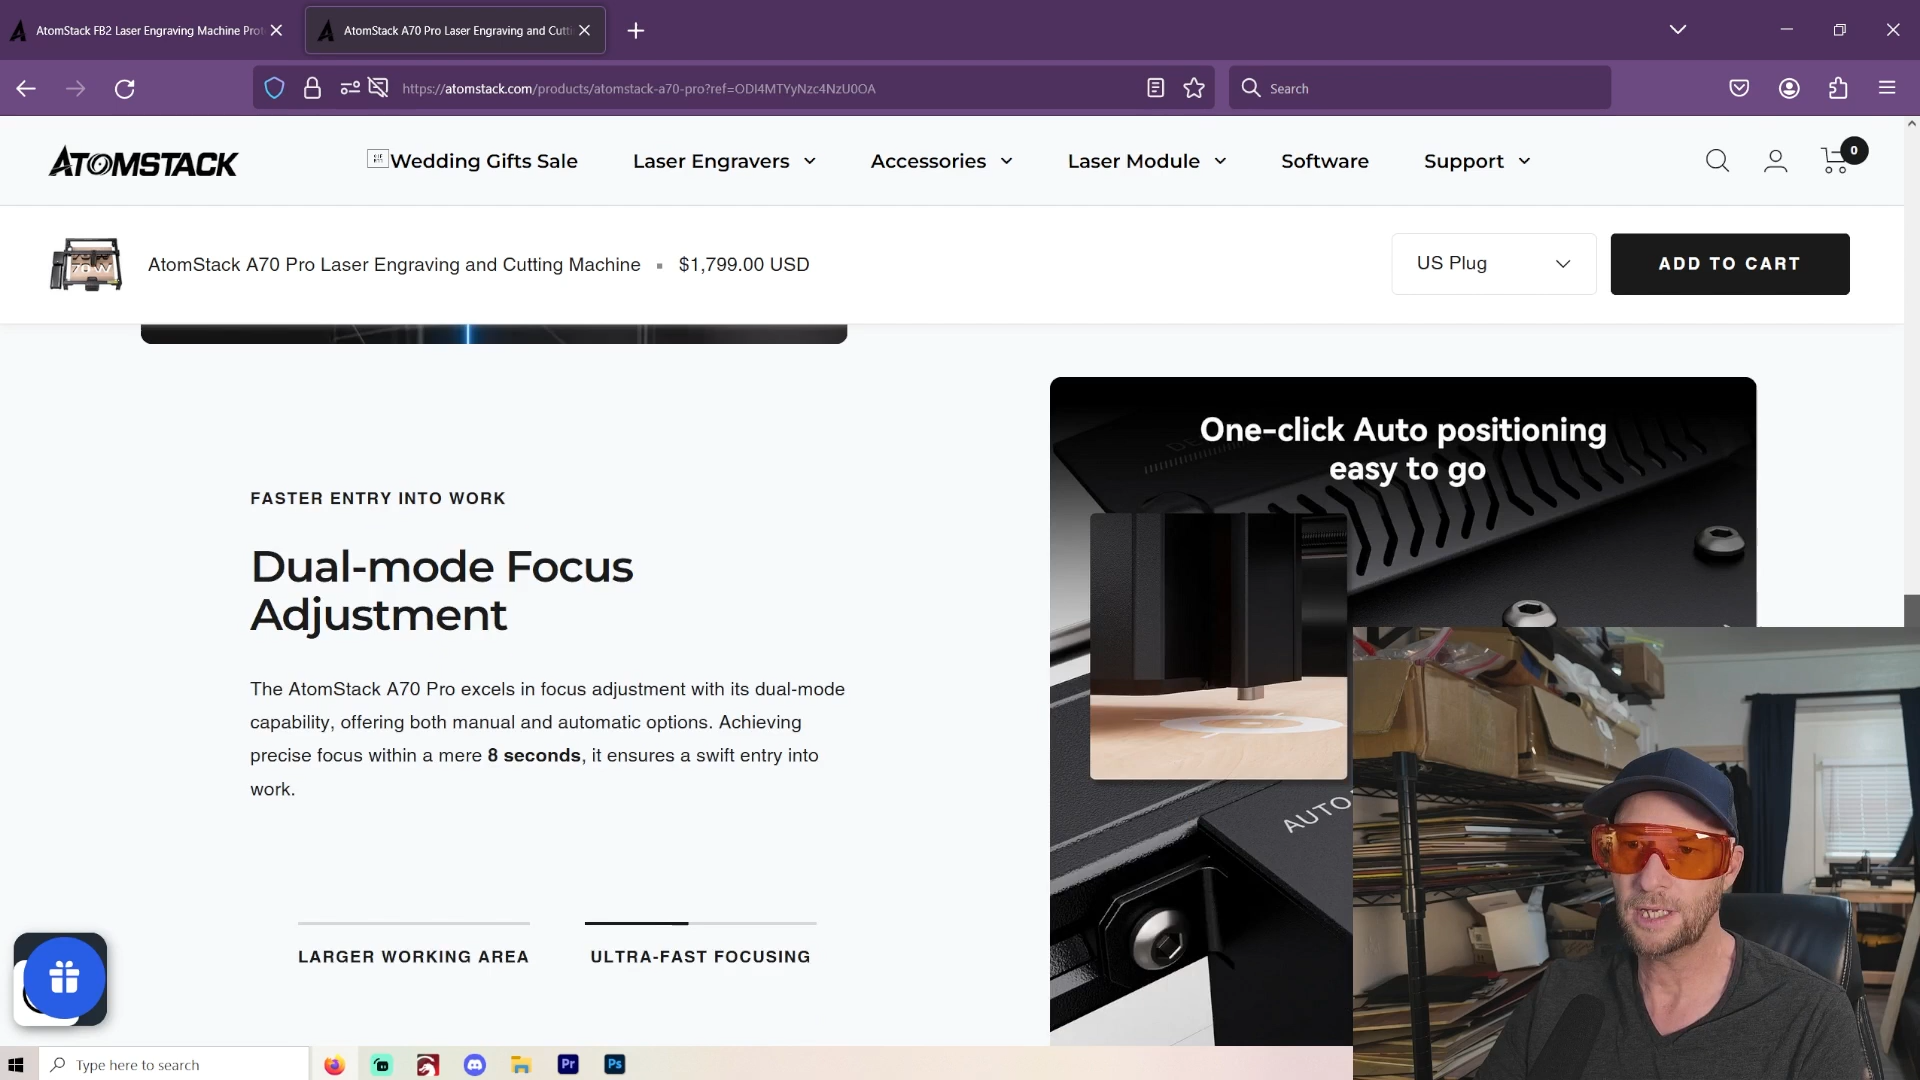 AtomStack FB2 Laser Engraving Machine Pro
AtomStack A70 Pro Laser Engraving and Cutti
https://atomstack.com/products/atomstack-a70-pro?ref=ODI4MTYyNzc4NzU0OA
Search
ATOMSTACK
Wedding Gifts Sale
Laser Engravers
Accessories
Laser Module
Software
Support
0
70W
AtomStack A70 Pro Laser Engraving and Cutting Machine ▪ $1,799.00 USD
US Plug
ADD TO CART
One-click Auto positioning
easy to go
FASTER ENTRY INTO WORK
Dual-mode Focus
Adjustment
The AtomStack A70 Pro excels in focus adjustment with its dual-mode
capability, offering both manual and automatic options. Achieving
precise focus within a mere 8 seconds, it ensures a swift entry into
work.
AUTO
LARGER WORKING AREA
ULTRA-FAST FOCUSING
Type here to search
Pr
Ps